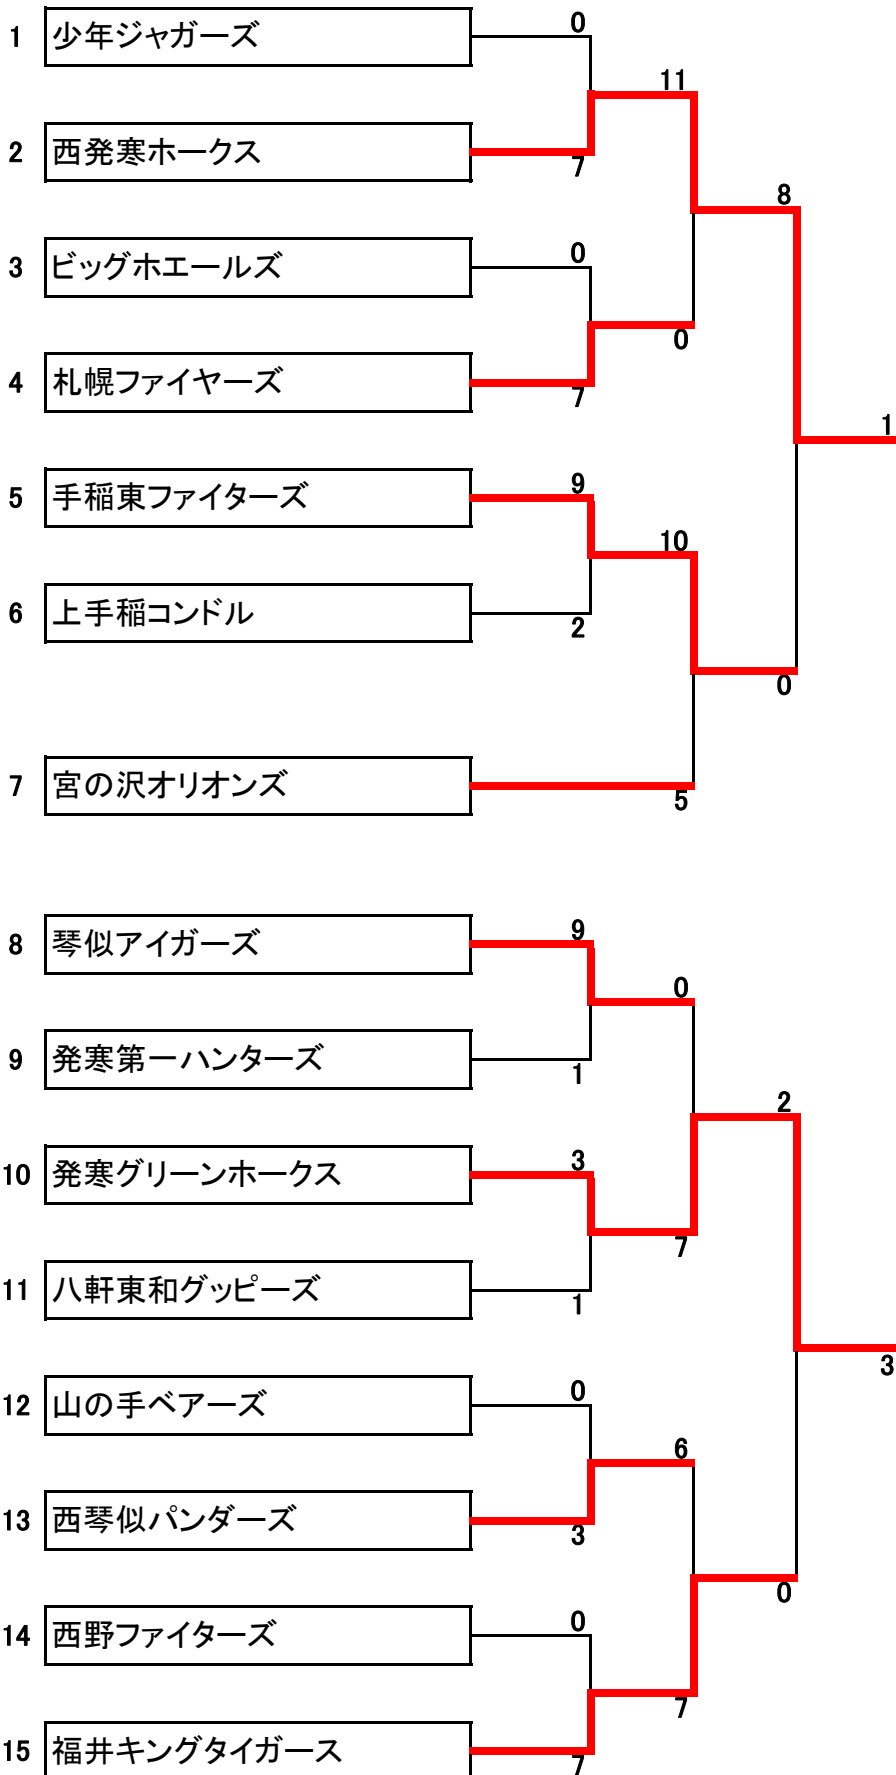 0
1 少年ジャガーズ
11
2 西発寒ホークス
7
8
0
3 ビッグホエールズ
0
4 札幌ファイヤーズ
7
1
9
5 手稲東ファイターズ
10
6 上手稲コンドル
2
0
7 宮の沢オリオンズ
5
9
8 琴似アイガーズ
0
9 発寒第一ハンターズ
1
2
3
10 発寒グリーンホークス
7
11 八軒東和グッピーズ
1
3
0
12 山の手ベアーズ
6
13 西琴似パンダーズ
3
0
0
14 西野ファイターズ
7
15 福井キングタイガース
7